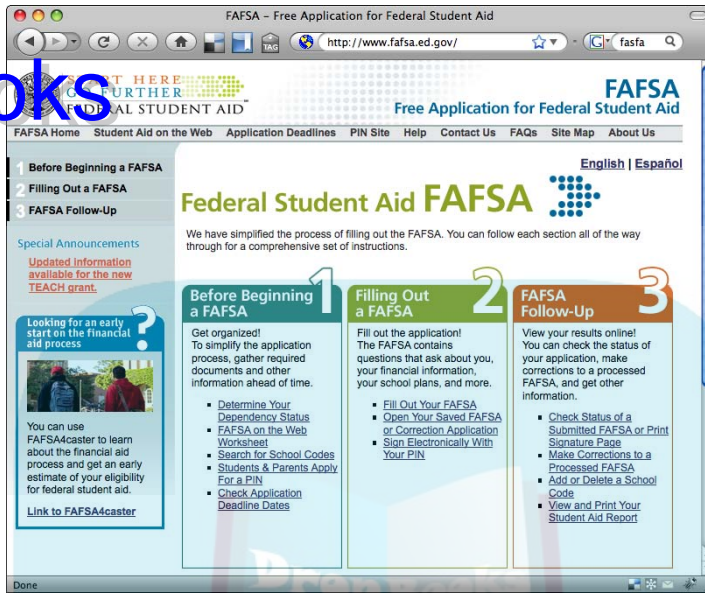 FAFSA – Free Application for Federal Student Aid
TAG
http://www.fafsa.ed.gov/
fasfa
oks
START HERE
GO FURTHER
FEDERAL STUDENT AID
FAFSA
Free Application for Federal Student Aid
FAFSA Home Student Aid on the Web Application Deadlines PIN Site Help Contact Us FAQs Site Map About Us
1 Before Beginning a FAFSA
2 Filling Out a FAFSA
3 FAFSA Follow-Up
Special Announcements
Updated information
available for the new
TEACH grant.
Looking for an early
start on the financial
aid process
?
You can use
FAFSA4caster to learn
about the financial aid
process and get an early
estimate of your eligibility
for federal student aid.
Link to FAFSA4caster
English | Español
Federal Student Aid FAFSA
We have simplified the process of filling out the FAFSA. You can follow each section all of the way
through for a comprehensive set of instructions.
Before Beginning
a FAFSA
1
Get organized!
To simplify the application
process, gather required
documents and other
information ahead of time.
Determine Your
Dependency Status
FAFSA on the Web
Worksheet
Search for School Codes
Students & Parents Apply
For a PIN
Check Application
Deadline Dates
Filling Out
a FAFSA
2
Fill out the application!
The FAFSA contains
questions that ask about you,
your financial information,
your school plans, and more.
Fill Out Your FAFSA
Open Your Saved FAFSA
or Correction Application
Sign Electronically With
Your PIN
FAFSA
Follow-Up
3
View your results online!
You can check the status of
your application, make
corrections to a processed
FAFSA, and get other
information.
Check Status of a
Submitted FAFSA or Print
Signature Page
Make Corrections to a
Processed FAFSA
Add or Delete a School
Code
View and Print Your
Student Aid Report
Done